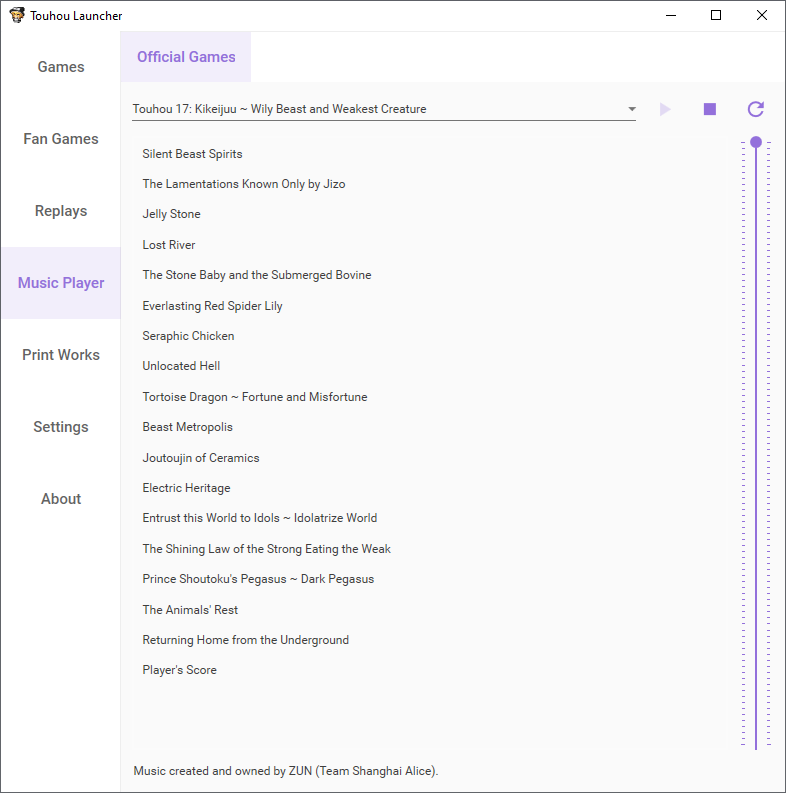 Touhou Launcher
Games
Fan Games
Replays
Music Player
Print Works
Settings
About
Official Games
Touhou 17: Kikeijuu ~ Wily Beast and Weakest Creature
Silent Beast Spirits
The Lamentations Known Only by Jizo
Jelly Stone
Lost River
The Stone Baby and the Submerged Bovine
Everlasting Red Spider Lily
Seraphic Chicken
Unlocated Hell
Tortoise Dragon ~ Fortune and Misfortune
Beast Metropolis
Joutoujin of Ceramics
Electric Heritage
Entrust this World to Idols ~ Idolatrize World
The Shining Law of the Strong Eating the Weak
Prince Shoutoku's Pegasus ~ Dark Pegasus
The Animals' Rest
Returning Home from the Underground
Player's Score
Music created and owned by ZUN (Team Shanghai Alice).